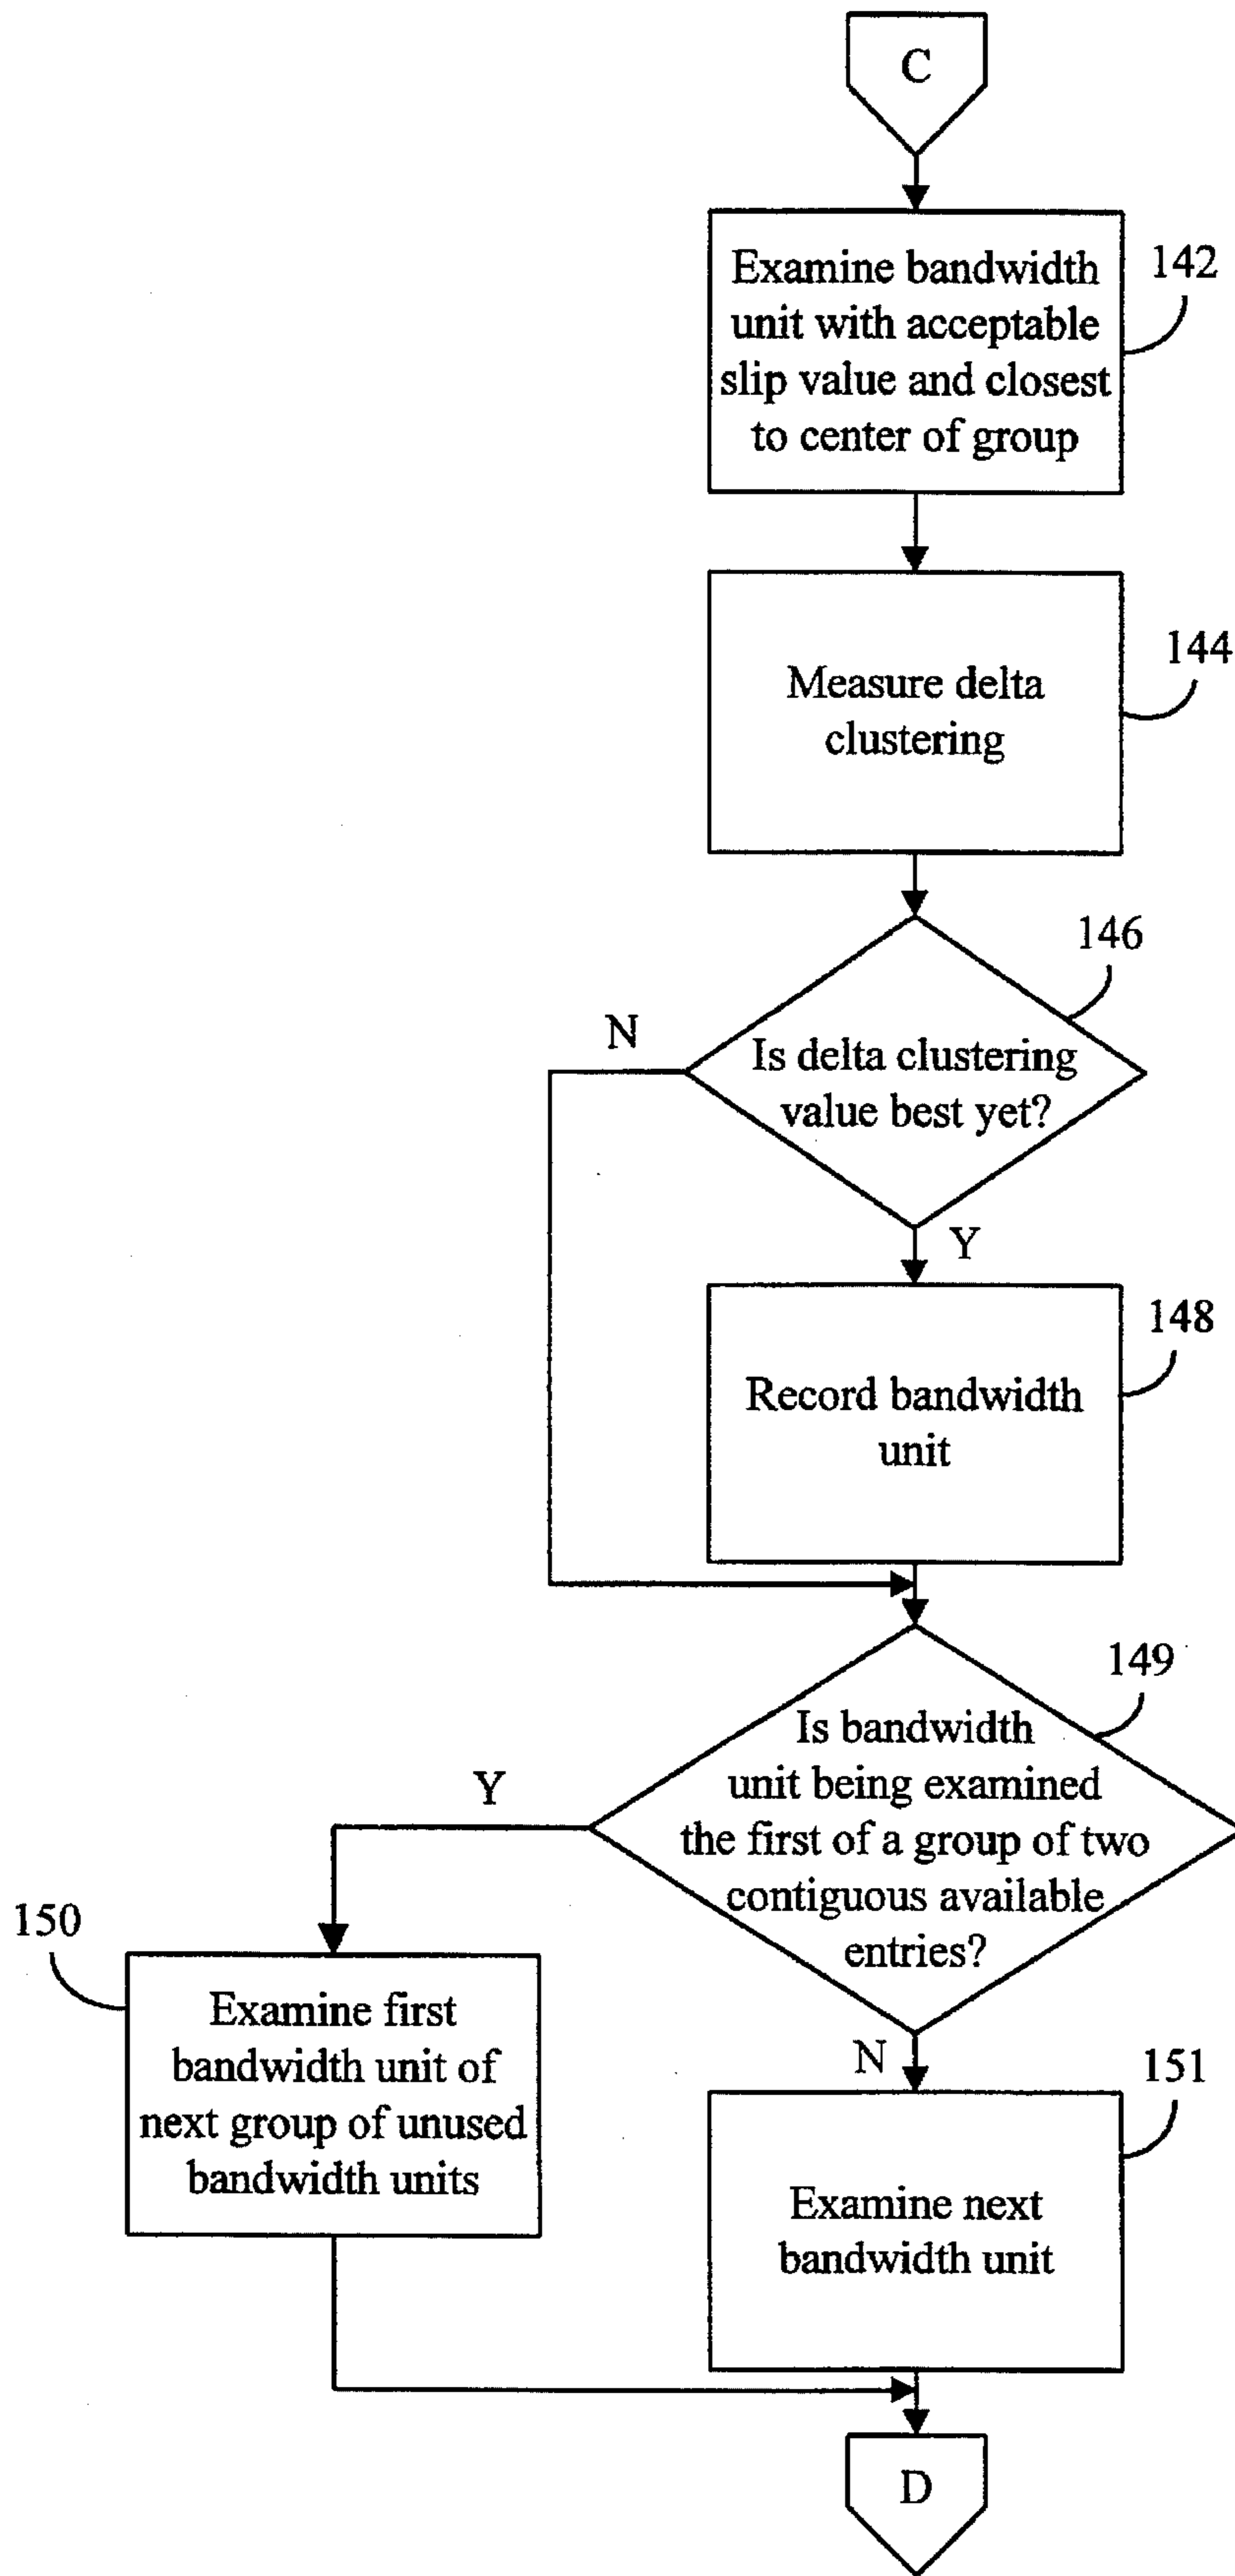 C
Examine bandwidth
unit with acceptable
slip value and closest
to center of group
142
Measure delta
clustering
144
146
N
Is delta clustering
value best yet?
Y
148
Record bandwidth
unit
149
Is bandwidth
unit being examined
the first of a group of two
contiguous available
entries?
Y
150
Examine first
bandwidth unit of
next group of unused
bandwidth units
N
151
Examine next
bandwidth unit
D